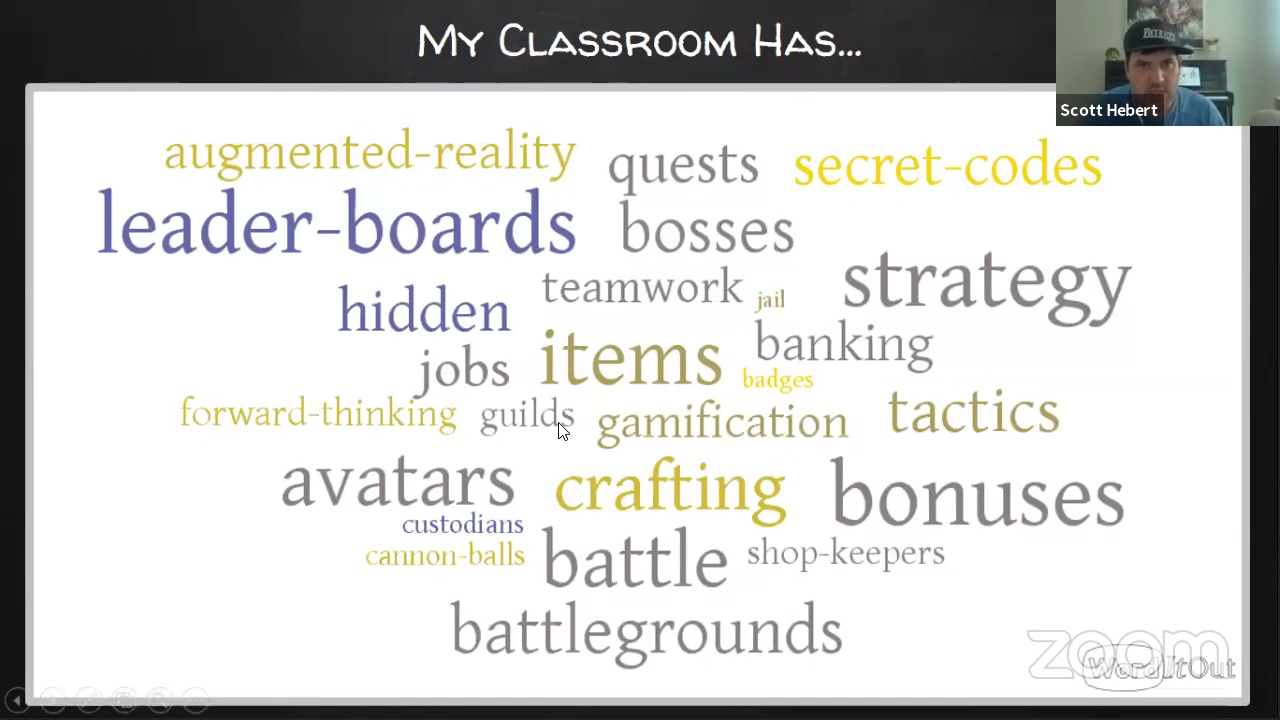 My Classroom Has...
Scott Hebert
augmented-reality quests secret-codes
leader-boards bosses
strategy
hidden teamwork jail
jobs items banking
badges
forward-thinking guilds gamification tactics
avatars crafting bonuses
custodians
cannon-balls battle shop-keepers
battlegrounds
zoom
WordItOut